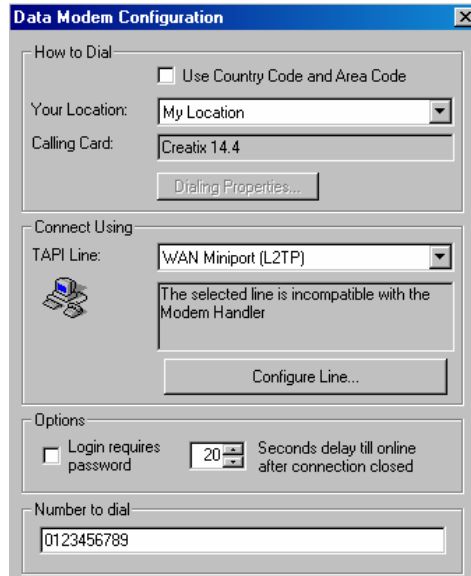 Data Modem Configuration
How to Dial
Use Country Code and Area Code
Your Location: My Location
Calling Card: Creatix 14.4
Dialing Properties...
Connect Using
TAPI Line: WAN Miniport (L2TP)
The selected line is incompatible with the
Modem Handler
Configure Line...
Options
Login requires
password
20
Seconds delay till online
after connection closed
Number to dial
0123456789